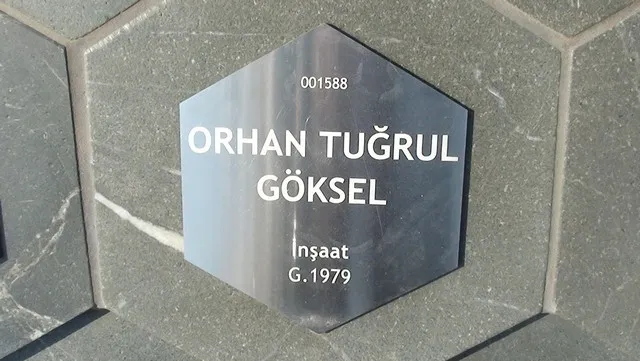 001588
ORHAN TUĞRUL
GÖKSEL
İnşaat
G.1979